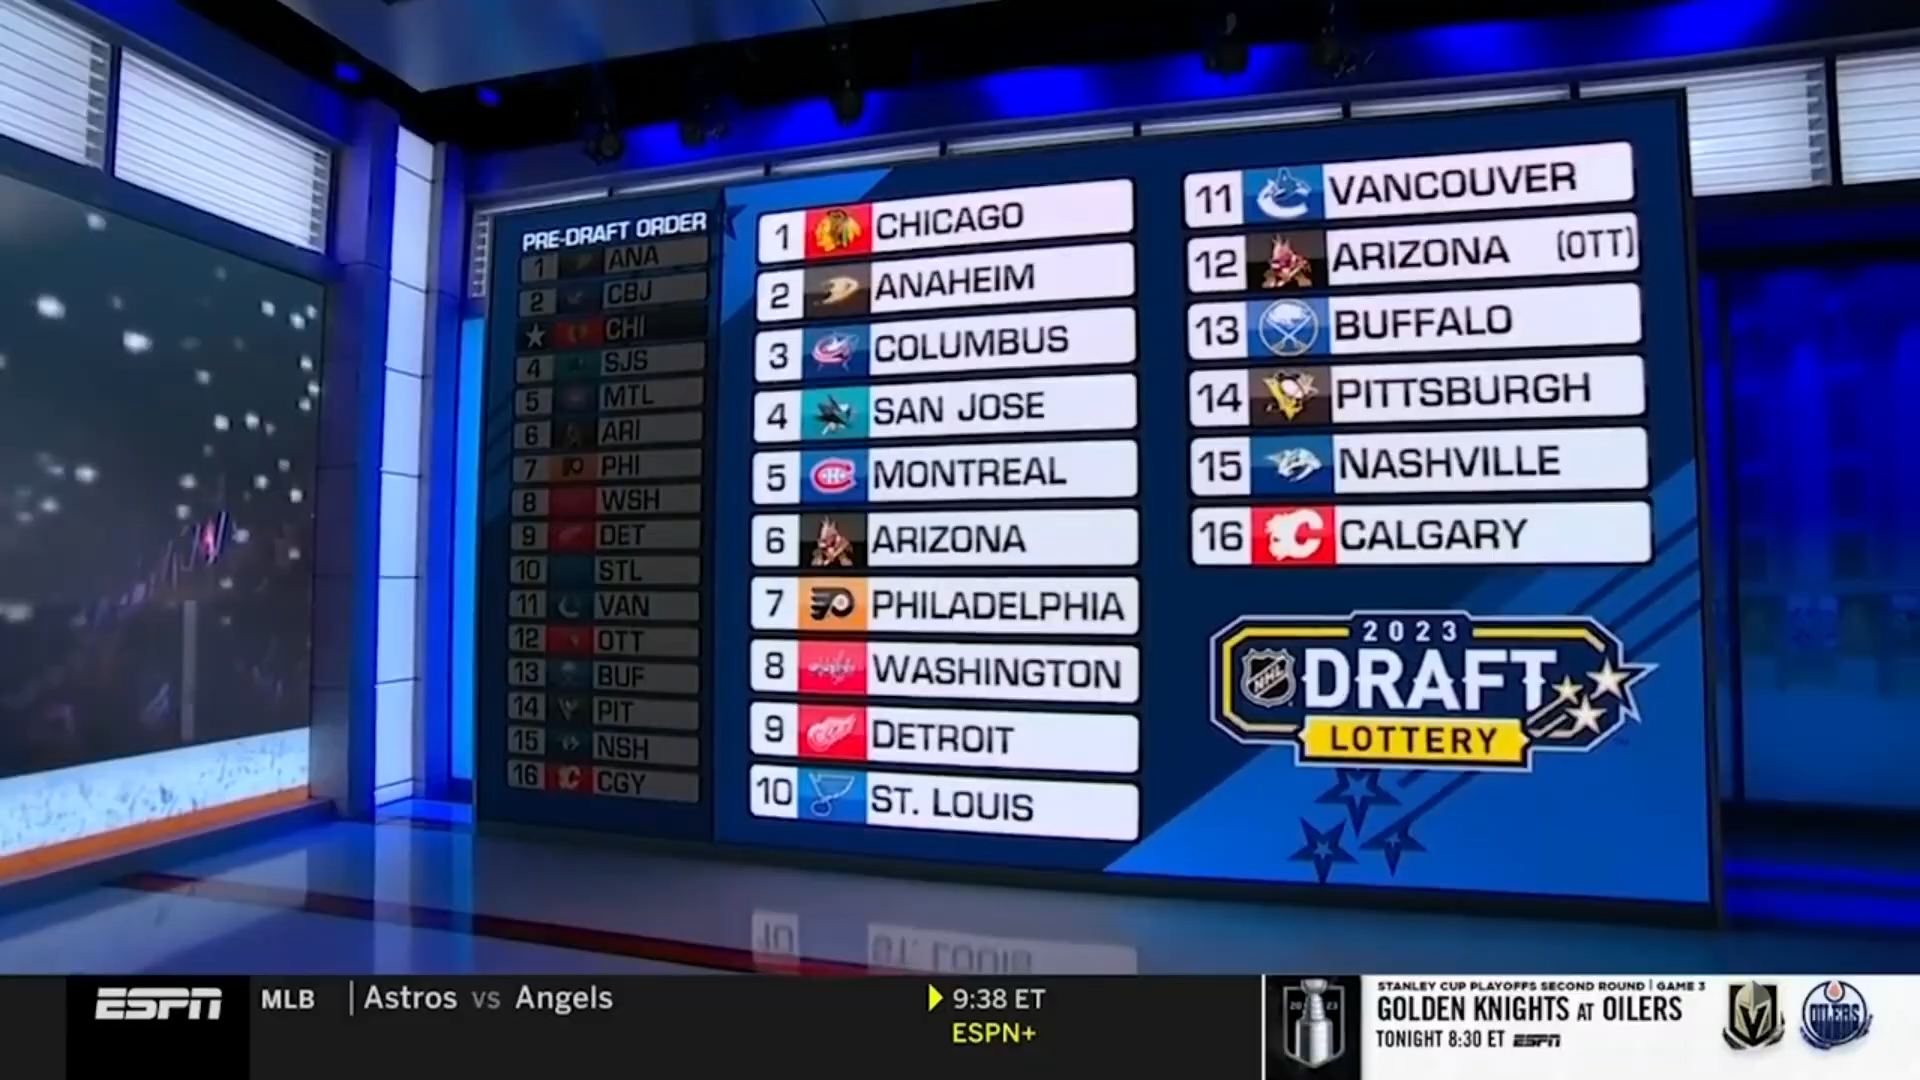 PRE-DRAFT ORDER
1 ANA
2 CBJ
CHI
4 SJS
5 MTL
6 ARI
7 PHI
8 WSH
9 DET
10 STL
11 VAN
12 OTT
13 BUF
14 PIT
15 NSH
16 CGY
1 CHICAGO
2 ANAHEIM
3 COLUMBUS
4 SAN JOSE
5 MONTREAL
6 ARIZONA
7 PHILADELPHIA
8 WASHINGTON
9 DETROIT
10 ST. LOUIS
11 VANCOUVER
12 ARIZONA (OTT)
13 BUFFALO
14 PITTSBURGH
15 NASHVILLE
16 CALGARY
2023
NHL DRAFT
LOTTERY
ESPN MLB | Astros vs Angels 9:38 ET
ESPN+
STANLEY CUP PLAYOFFS SECOND ROUND | GAME 3
GOLDEN KNIGHTS AT OILERS
TONIGHT 8:30 ET ESPN
OILERS